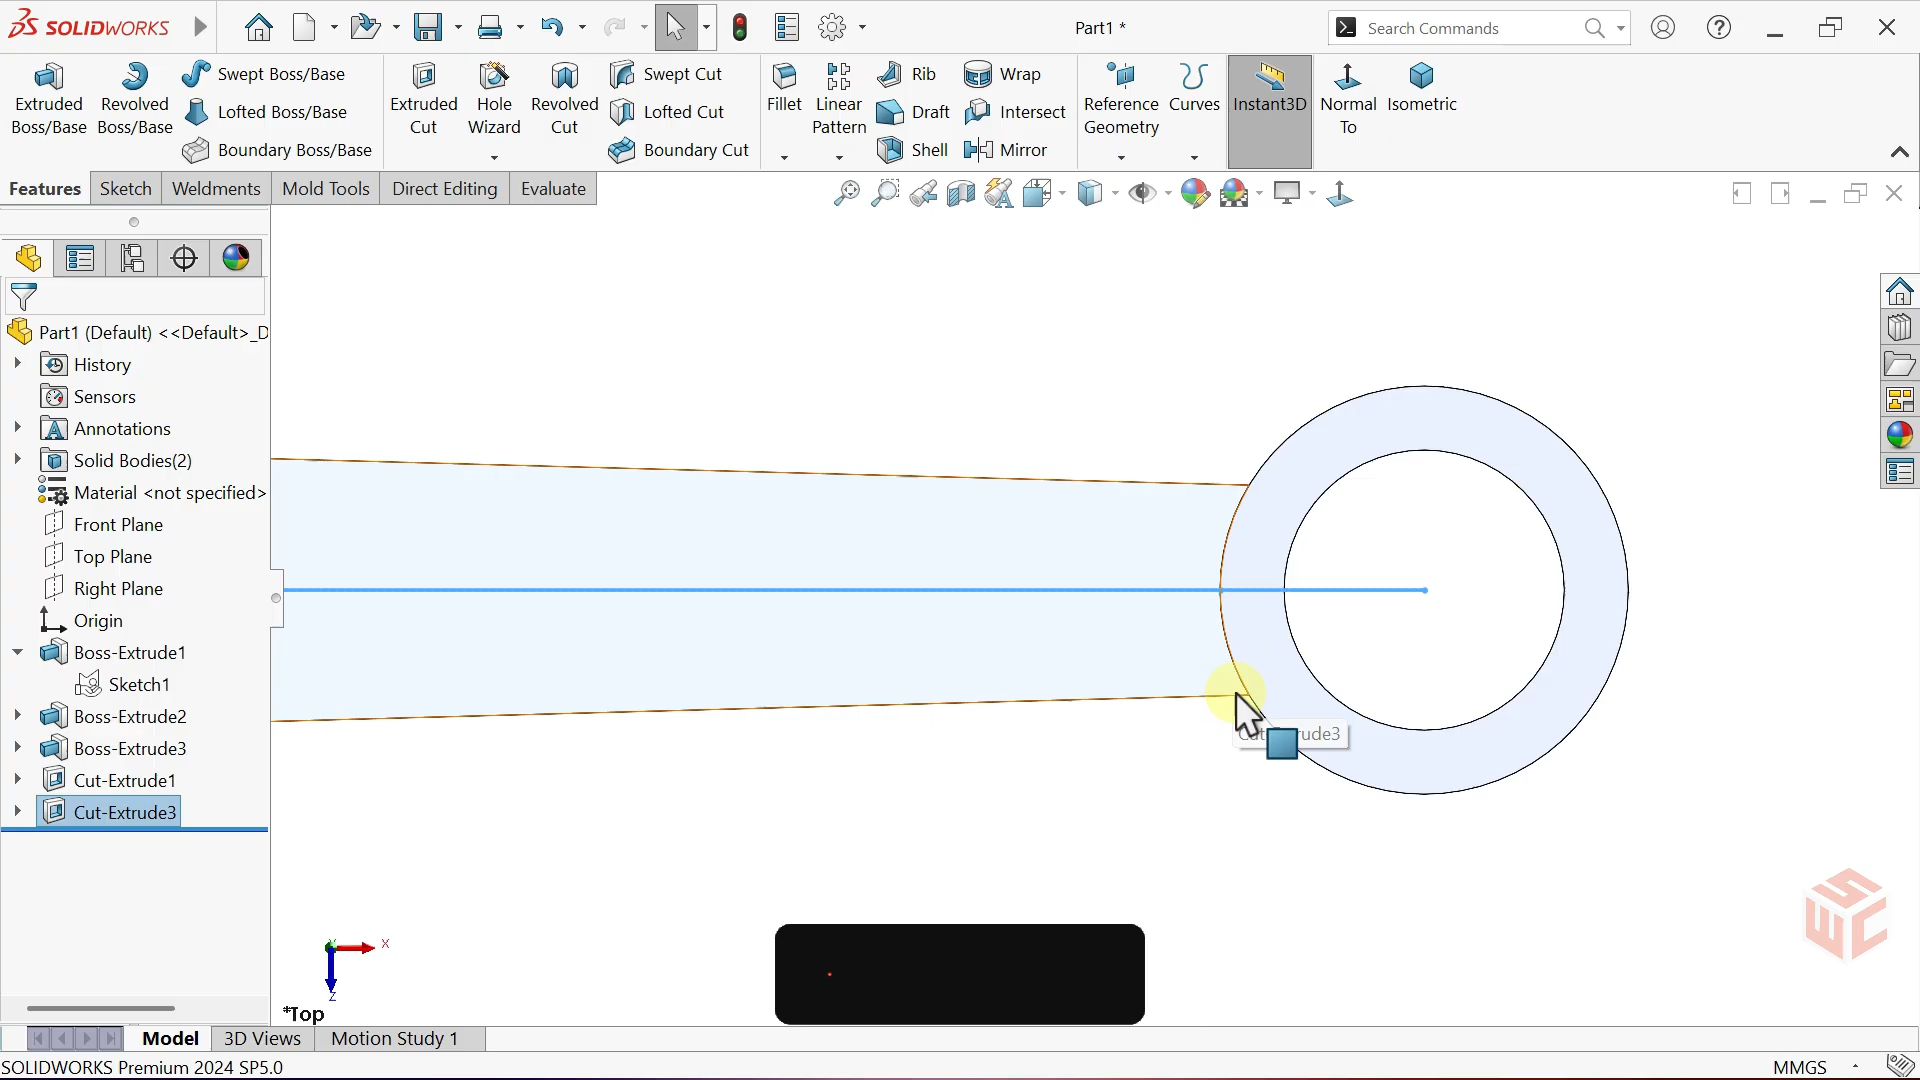 SOLIDWORKS
Part1 *
Search Commands
Extruded Boss/Base
Revolved Boss/Base
Swept Boss/Base
Lofted Boss/Base
Boundary Boss/Base
Extruded Cut
Hole Wizard
Revolved Cut
Swept Cut
Lofted Cut
Boundary Cut
Fillet
Linear Pattern
Rib
Draft
Shell
Wrap
Intersect
Mirror
Reference Geometry
Curves
Instant3D
Normal To
Isometric
Features
Sketch
Weldments
Mold Tools
Direct Editing
Evaluate
Part1 (Default) <<Default>_D
History
Sensors
Annotations
Solid Bodies(2)
Material <not specified>
Front Plane
Top Plane
Right Plane
Origin
Boss-Extrude1
Sketch1
Boss-Extrude2
Boss-Extrude3
Cut-Extrude1
Cut-Extrude3
X
Z
*Top
SWC
Model
3D Views
Motion Study 1
SOLIDWORKS Premium 2024 SP5.0
MMGS